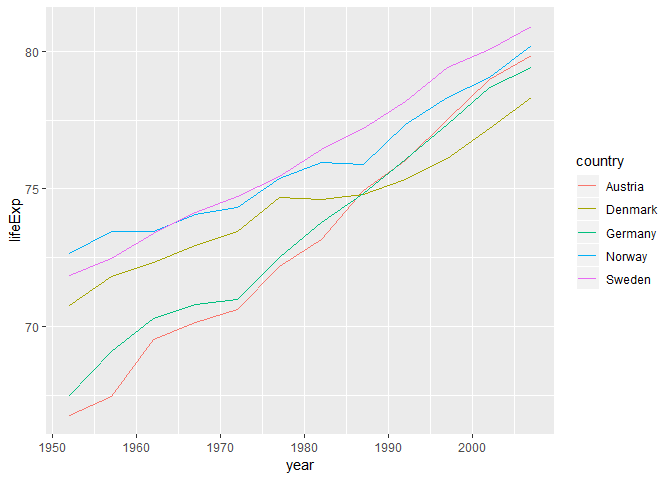 80
75
70
lifeExp
1950
1960
1970
1980
1990
2000
year
country
Austria
Denmark
Germany
Norway
Sweden